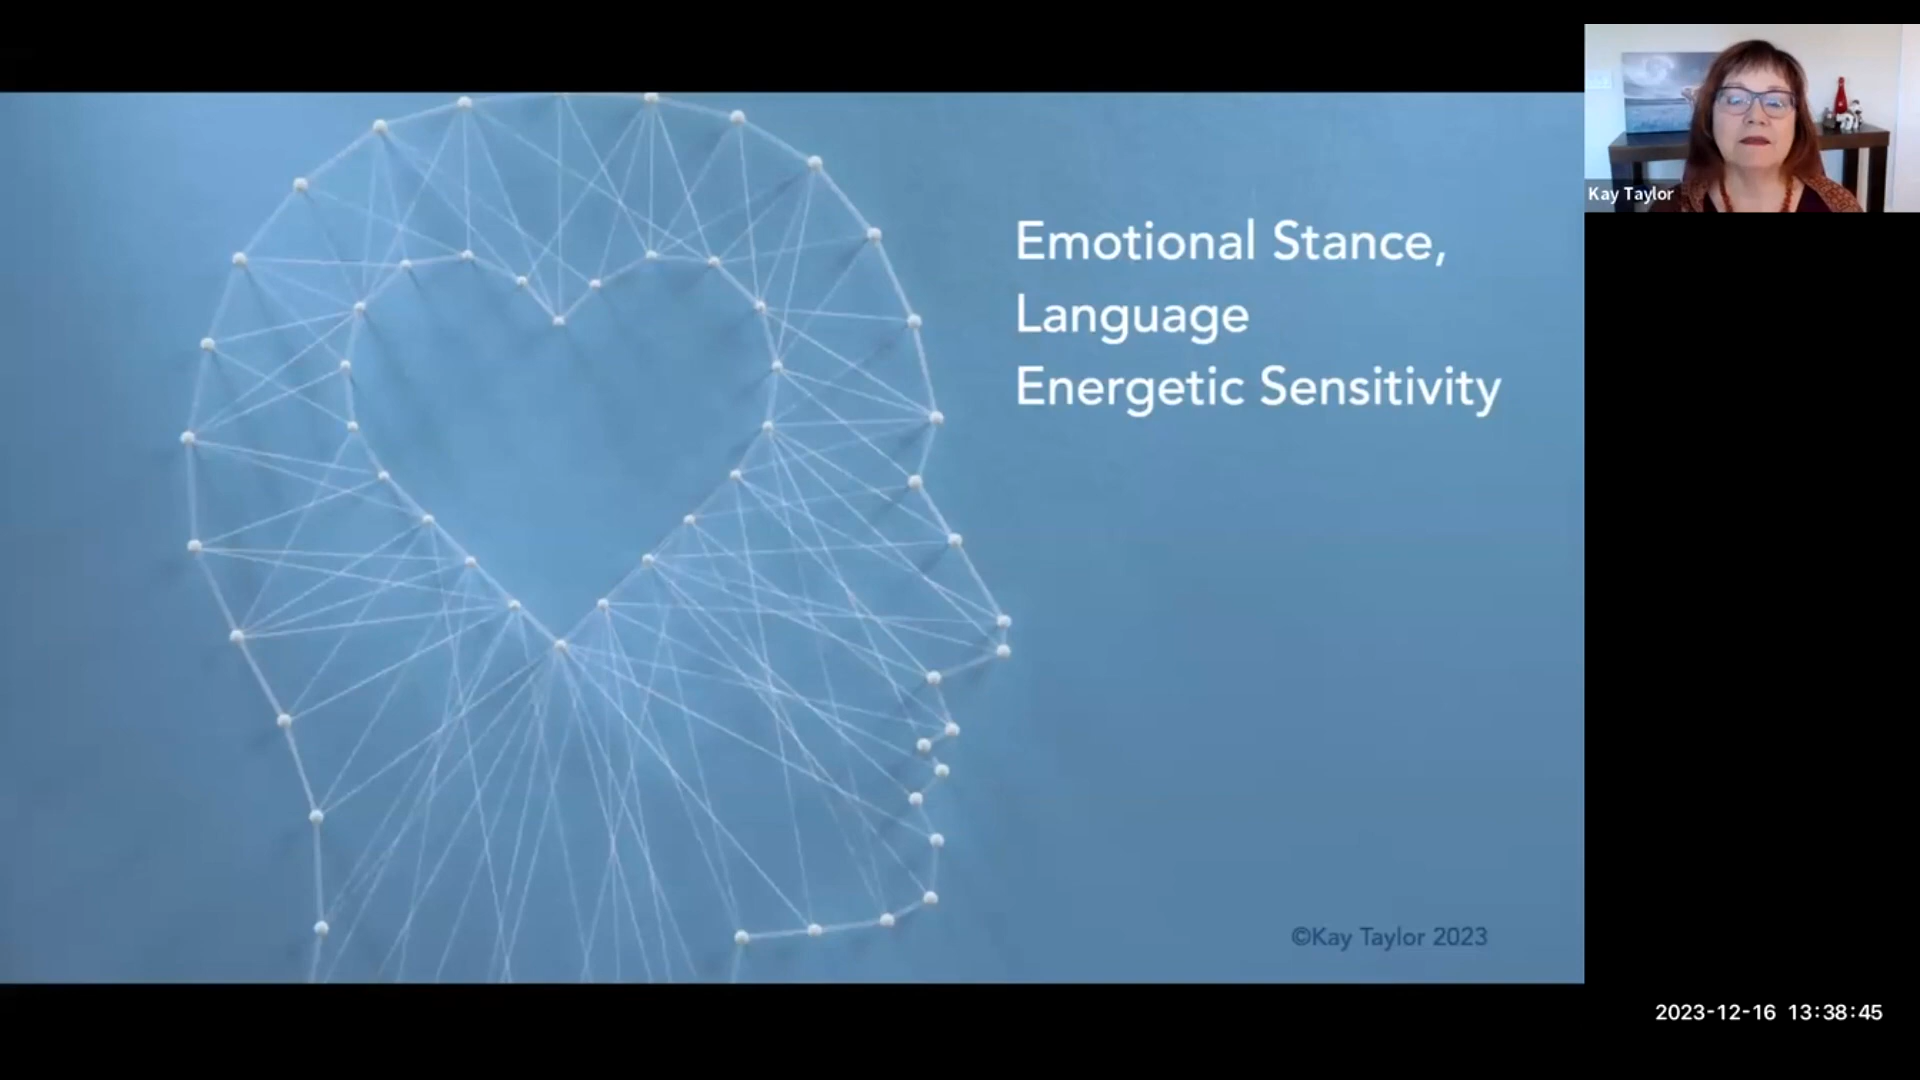 Emotional Stance,
Language
Energetic Sensitivity
©Kay Taylor 2023
Kay Taylor
2023-12-16 13:38:45